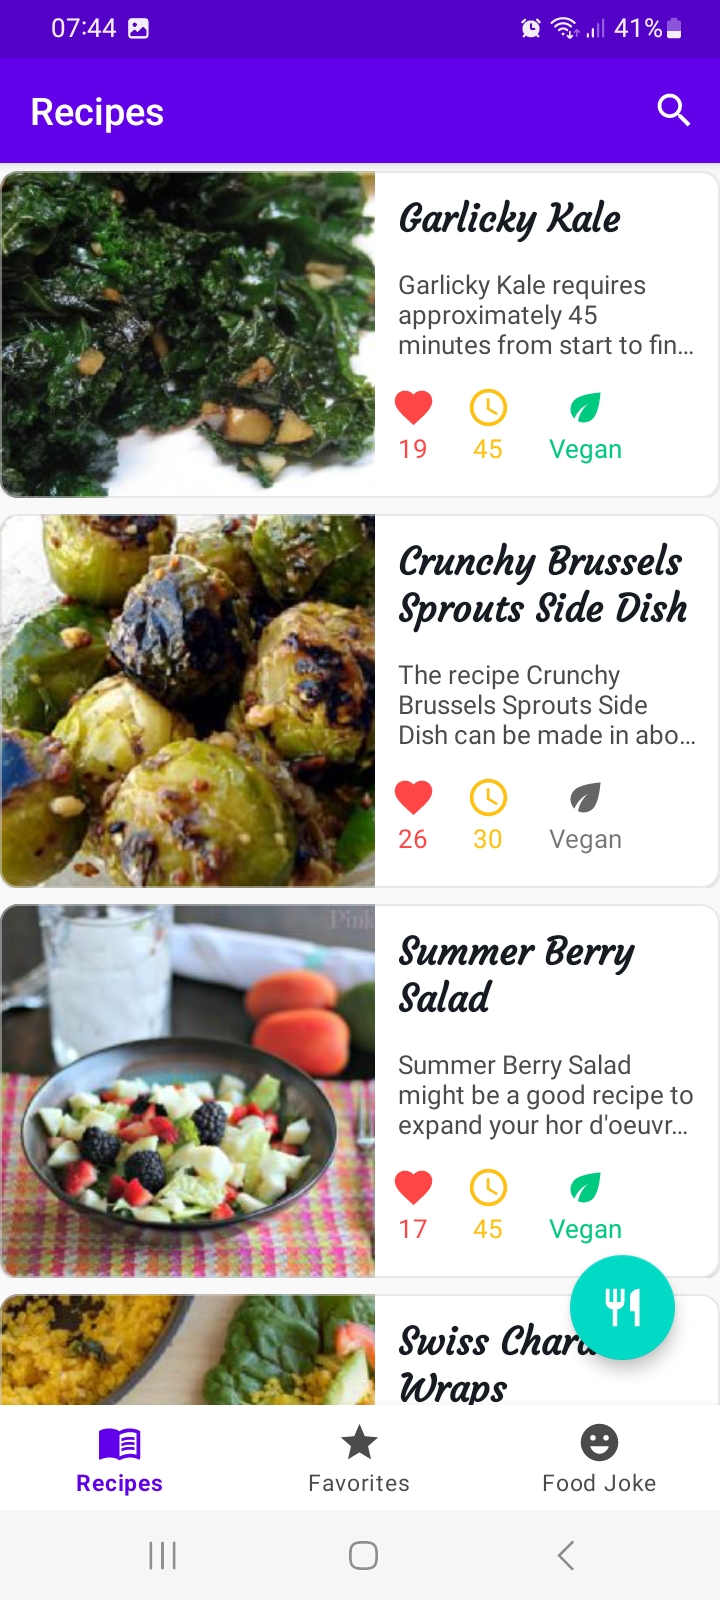 07:44
41%
Recipes
Garlicky Kale
Garlicky Kale requires
approximately 45
minutes from start to fin...
19 45 Vegan
Crunchy Brussels
Sprouts Side Dish
The recipe Crunchy
Brussels Sprouts Side
Dish can be made in abo...
26 30 Vegan
Pink
Summer Berry
Salad
Summer Berry Salad
might be a good recipe to
expand your hor d'oeuvr...
17 45 Vegan
Swiss Chard
Wraps
Recipes Favorites Food Joke